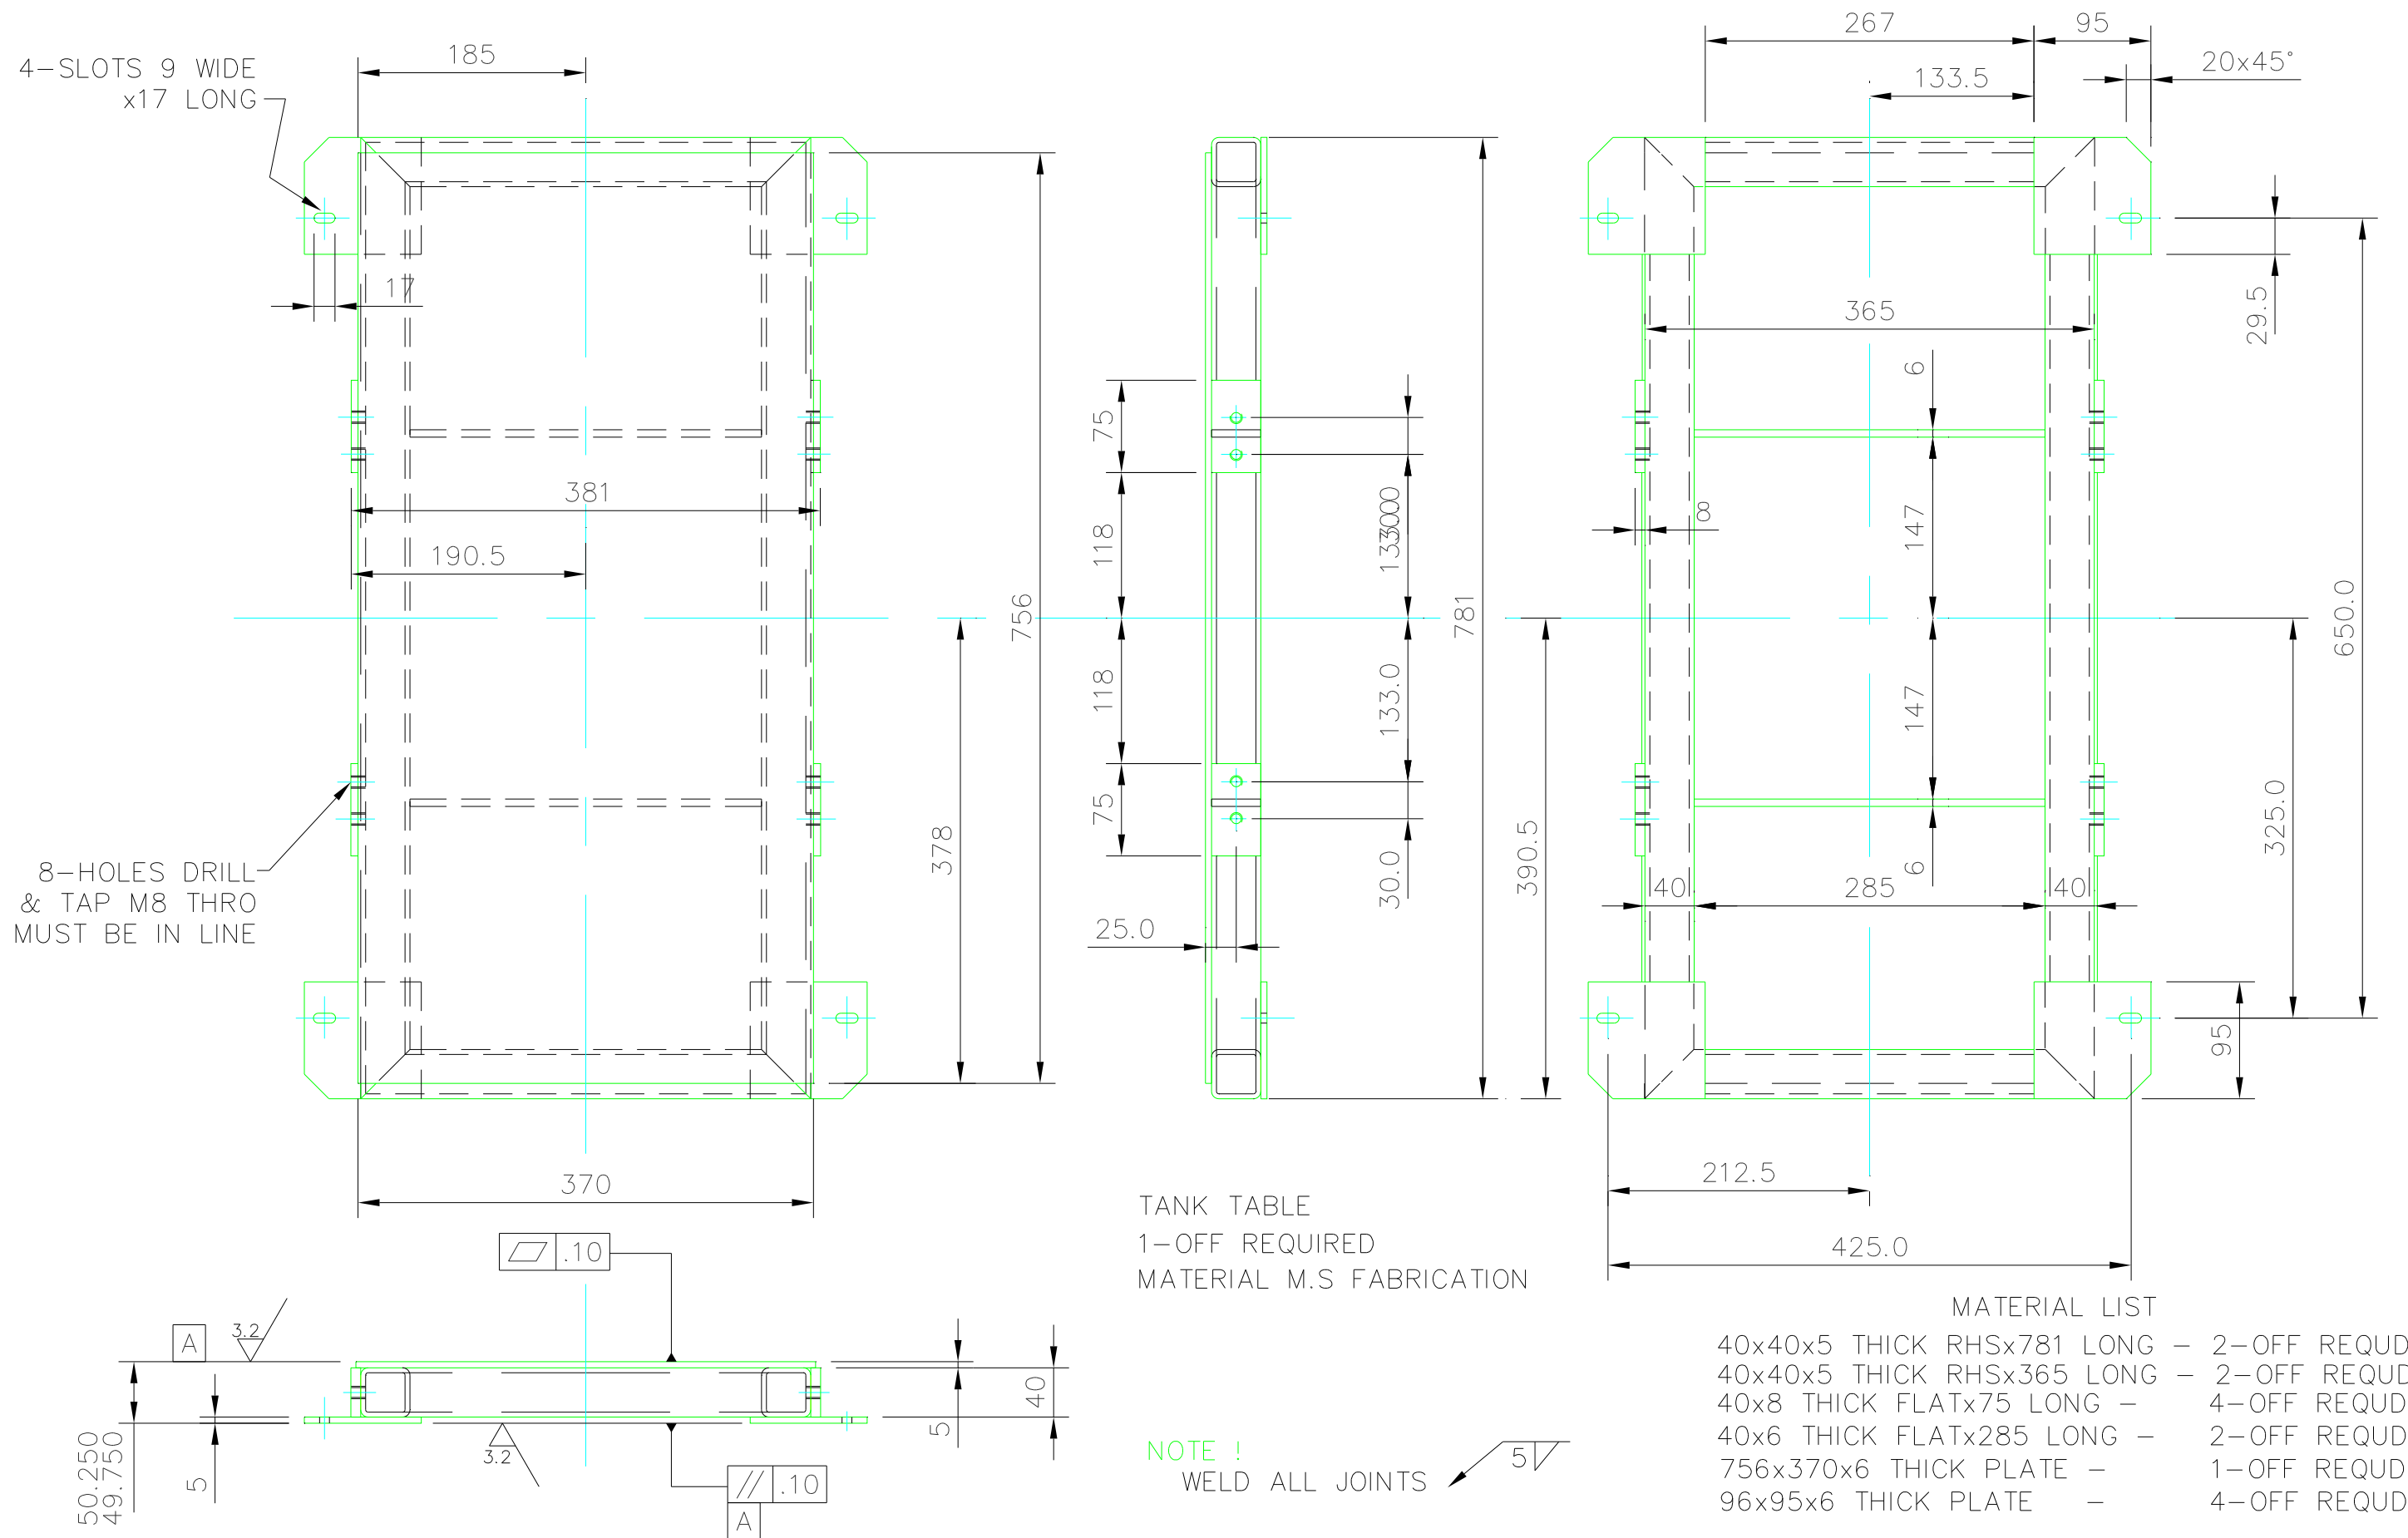 267
95
185
20x45°
4-SLOTS 9 WIDE
x17 LONG
133.5
17
29.5
365
6
75
381
30.0
133.0
8
118
147
190.5
756
781
650.0
118
133.0
147
75
378
390.5
325.0
8-HOLES DRILL
& TAP M8 THRO
MUST BE IN LINE
30.0
6
40
285
40
25.0
95
370
212.5
425.0
TANK TABLE
1-OFF REQUIRED
MATERIAL M.S FABRICATION
.10
A
3.2
40
5
3.2
50.250
49.750
5
.10
A
NOTE !
WELD ALL JOINTS
5
MATERIAL LIST
40x40x5 THICK RHSx781 LONG - 2-OFF REQUD
40x40x5 THICK RHSx365 LONG - 2-OFF REQUD
40x8 THICK FLATx75 LONG - 4-OFF REQUD
40x6 THICK FLATx285 LONG - 2-OFF REQUD
756x370x6 THICK PLATE - 1-OFF REQUD
96x95x6 THICK PLATE - 4-OFF REQUD